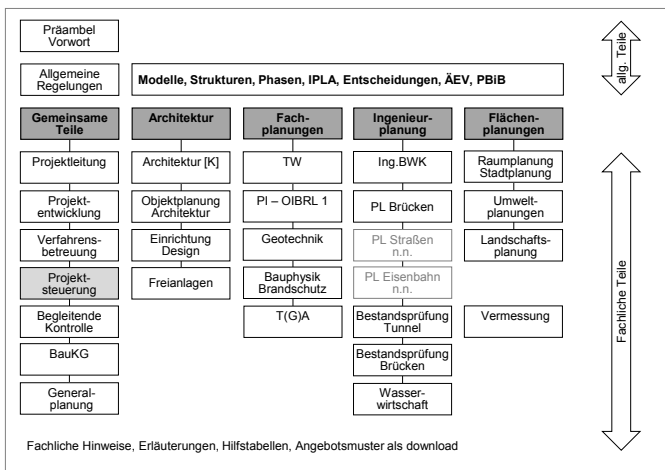 Präambel
Vorwort
Allgemeine
Regelungen
Modelle, Strukturen, Phasen, IPLA, Entscheidungen, ÄEV, PBiB
allg. Teile
Gemeinsame
Teile
Architektur
Fach-
planungen
Ingenieur-
planung
Flächen-
planungen
Projektleitung
Architektur [K]
TW
Ing.BWK
Raumplanung
Stadtplanung
Projekt-
entwicklung
Objektplanung
Architektur
PI – OIBRL 1
PL Brücken
Umwelt-
planungen
Verfahrens-
betreuung
Einrichtung
Design
Geotechnik
PL Straßen
n.n.
Landschafts-
planung
Projekt-
steuerung
Freianlagen
Bauphysik
Brandschutz
PL Eisenbahn
n.n.
Begleitende
Kontrolle
T(G)A
Bestandsprüfung
Tunnel
Vermessung
BauKG
Bestandsprüfung
Brücken
General-
planung
Wasser-
wirtschaft
Fachliche Teile
Fachliche Hinweise, Erläuterungen, Hilfstabellen, Angebotsmuster als download